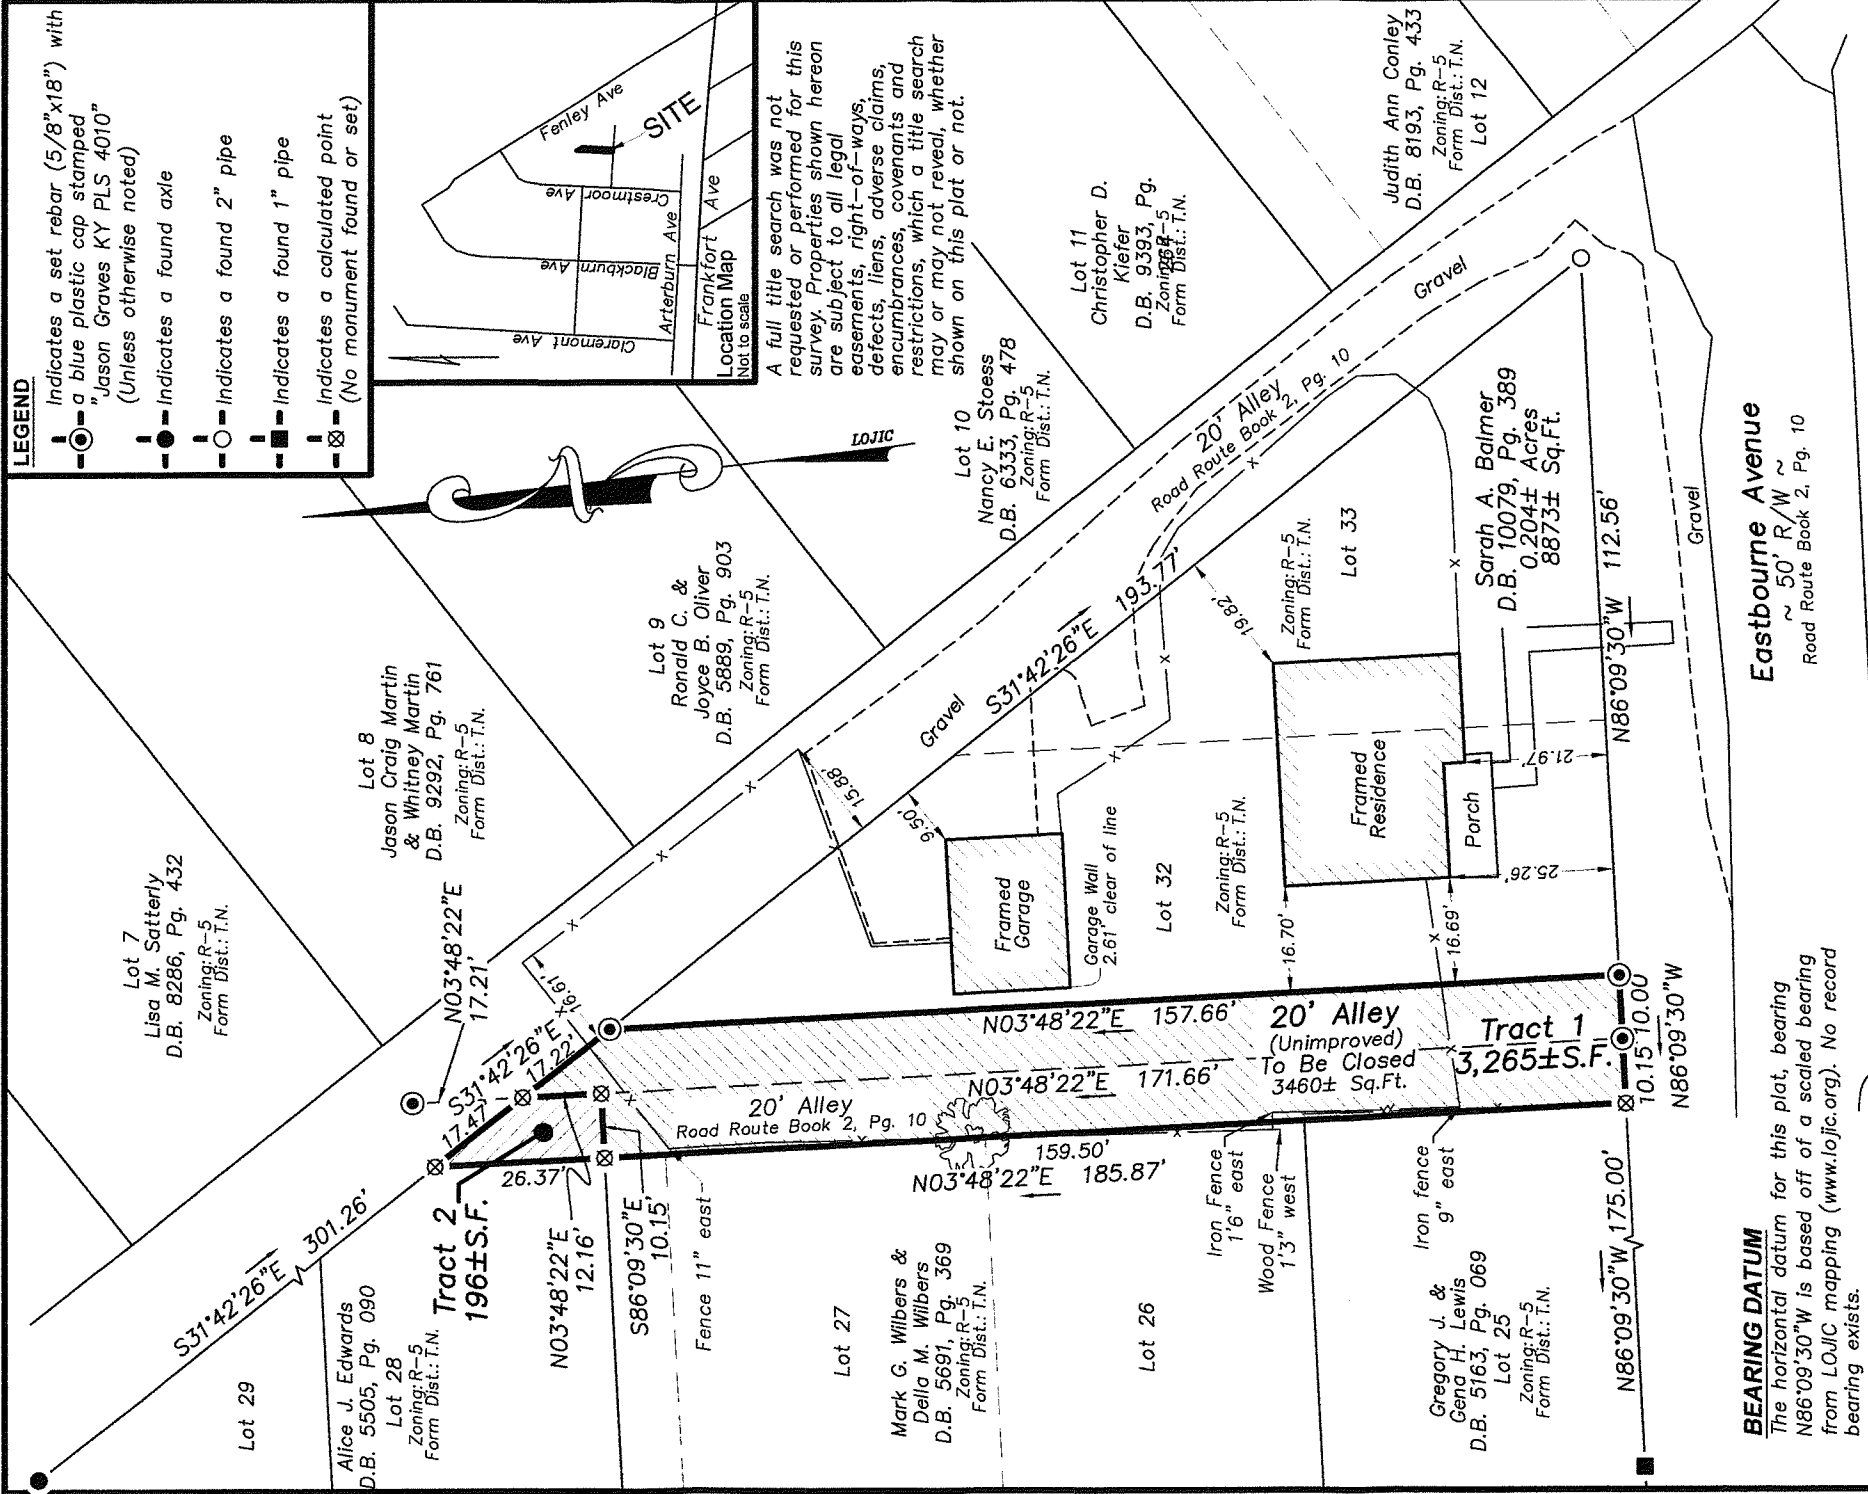 LEGEND
Indicates a set rebar (5/8"x18") with
a blue plastic cap stamped
"Jason Graves KY PLS 4010"
(Unless otherwise noted)
Indicates a found axle
Indicates a found 2" pipe
Indicates a found 1" pipe
Indicates a calculated point
(No monument found or set)
Fenley Ave
SITE
Crestmoor Ave
Blackburn Ave
Claremont Ave
Arterburn Ave
Frankfort Ave
Location Map
Not to scale
A full title search was not
requested or performed for this
survey. Properties shown hereon
are subject to all legal
easements, right-of-ways,
defects, liens, adverse claims,
encumbrances, covenants and
restrictions, which a title search
may or may not reveal, whether
shown on this plat or not.
LOJIC
Lot 7
Lisa M. Satterly
D.B. 8286, Pg. 432
Zoning: R-5
Form Dist.: T.N.
Lot 8
Jason Craig Martin
& Whitney Martin
D.B. 9292, Pg. 761
Zoning: R-5
Form Dist.: T.N.
Lot 9
Ronald C. &
Joyce B. Oliver
D.B. 5889, Pg. 903
Zoning: R-5
Form Dist.: T.N.
Lot 10
Nancy E. Stoess
D.B. 6333, Pg. 478
Zoning: R-5
Form Dist.: T.N.
Lot 11
Christopher D.
Kiefer
D.B. 9393, Pg.
Zoning: R-5
Form Dist.: T.N.
Judith Ann Conley
D.B. 8193, Pg. 433
Zoning: R-5
Form Dist.: T.N.
Lot 12
N03°48'22"E
17.21'
S31°42'26"E
17.22'
17.47'
16.61'
S31°42'26"E 301.26'
Gravel
S31°42'26"E 193.77'
20' Alley
Road Route Book 2, Pg. 10
Gravel
15.88'
9.50'
19.82'
Framed
Garage
Garage Wall
2.61' clear of line
Lot 32
Zoning: R-5
Form Dist.: T.N.
Framed
Residence
Porch
16.70'
16.69'
25.26'
21.97'
Zoning: R-5
Form Dist.: T.N.
Lot 33
Sarah A. Balmer
D.B. 10079, Pg. 389
0.204± Acres
8873± Sq.Ft.
N86°09'30"W 112.56'
Gravel
Eastbourne Avenue
~ 50' R/W ~
Road Route Book 2, Pg. 10
N03°48'22"E 157.66'
20' Alley
(Unimproved)
To Be Closed
3460± Sq.Ft.
Tract 1
3,265±S.F.
N03°48'22"E 171.66'
20' Alley
Road Route Book 2, Pg. 10
159.50'
N03°48'22"E 185.87'
10.15' 10.00
N86°09'30"W
26.37'
Tract 2
196±S.F.
N03°48'22"E
12.16'
S86°09'30"E
10.15'
Fence 11" east
Iron Fence
1'6" east
Wood Fence
1'3" west
Iron fence
9" east
Lot 29
Alice J. Edwards
D.B. 5505, Pg. 090
Lot 28
Zoning: R-5
Form Dist.: T.N.
Lot 27
Mark G. Wilbers &
Della M. Wilbers
D.B. 5691, Pg. 369
Zoning: R-5
Form Dist.: T.N.
Lot 26
Gregory J. &
Gena H. Lewis
D.B. 5163, Pg. 069
Lot 25
Zoning: R-5
Form Dist.: T.N.
N86°09'30"W 175.00'
BEARING DATUM
The horizontal datum for this plat, bearing
N86°09'30"W is based off of a scaled bearing
from LOJIC mapping (www.lojic.org). No record
bearing exists.